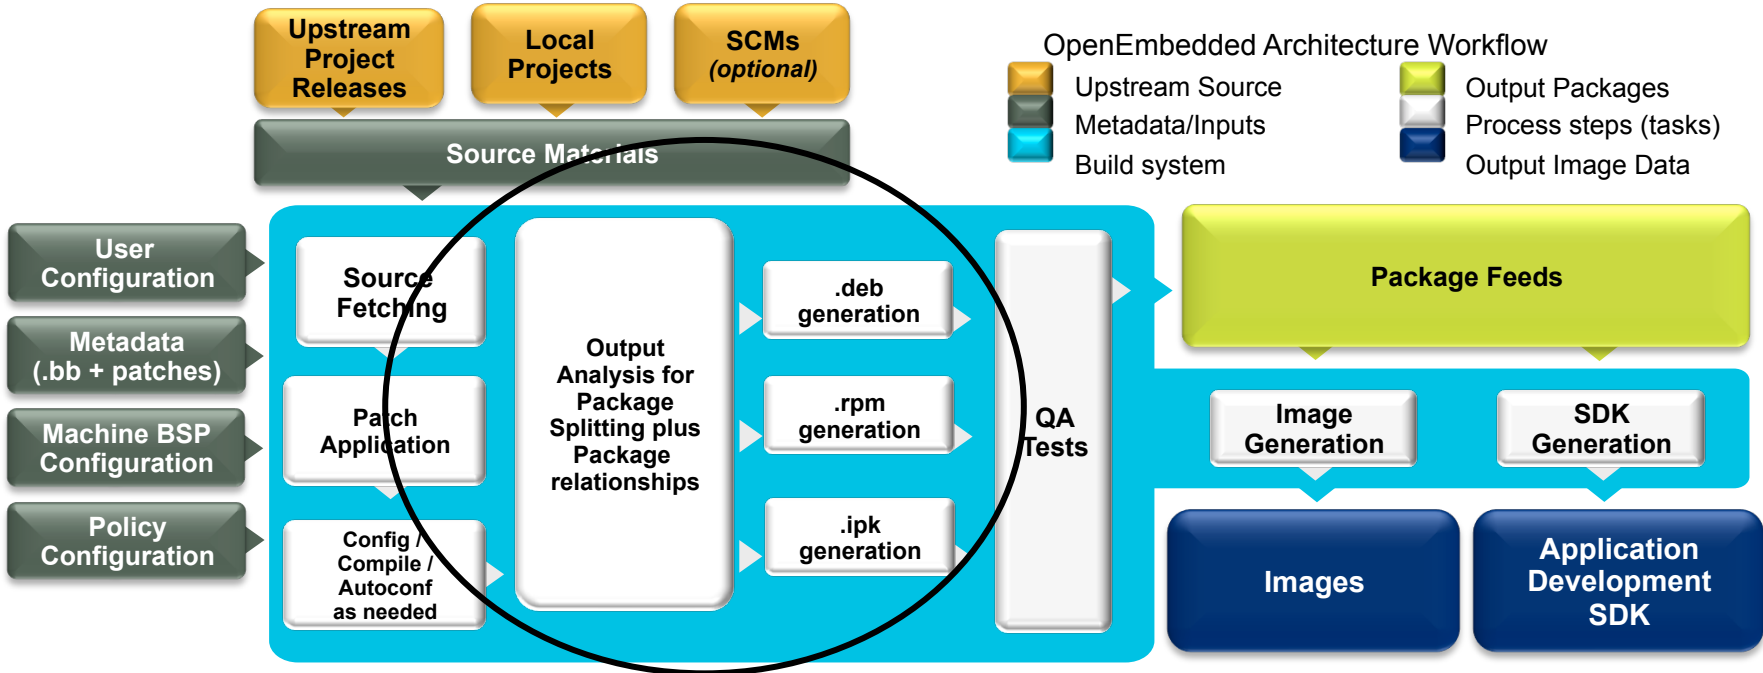 Upstream
Project
Releases
Local
Projects
SCMs
(optional)
OpenEmbedded Architecture Workflow
Upstream Source
Metadata/Inputs
Build system
Output Packages
Process steps (tasks)
Output Image Data
Source Materials
User
Configuration
Metadata
(.bb + patches)
Machine BSP
Configuration
Policy
Configuration
Source
Fetching
Patch
Application
Config /
Compile /
Autoconf
as needed
Output
Analysis for
Package
Splitting plus
Package
relationships
.deb
generation
.rpm
generation
.ipk
generation
QA
Tests
Package Feeds
Image
Generation
SDK
Generation
Images
Application
Development
SDK